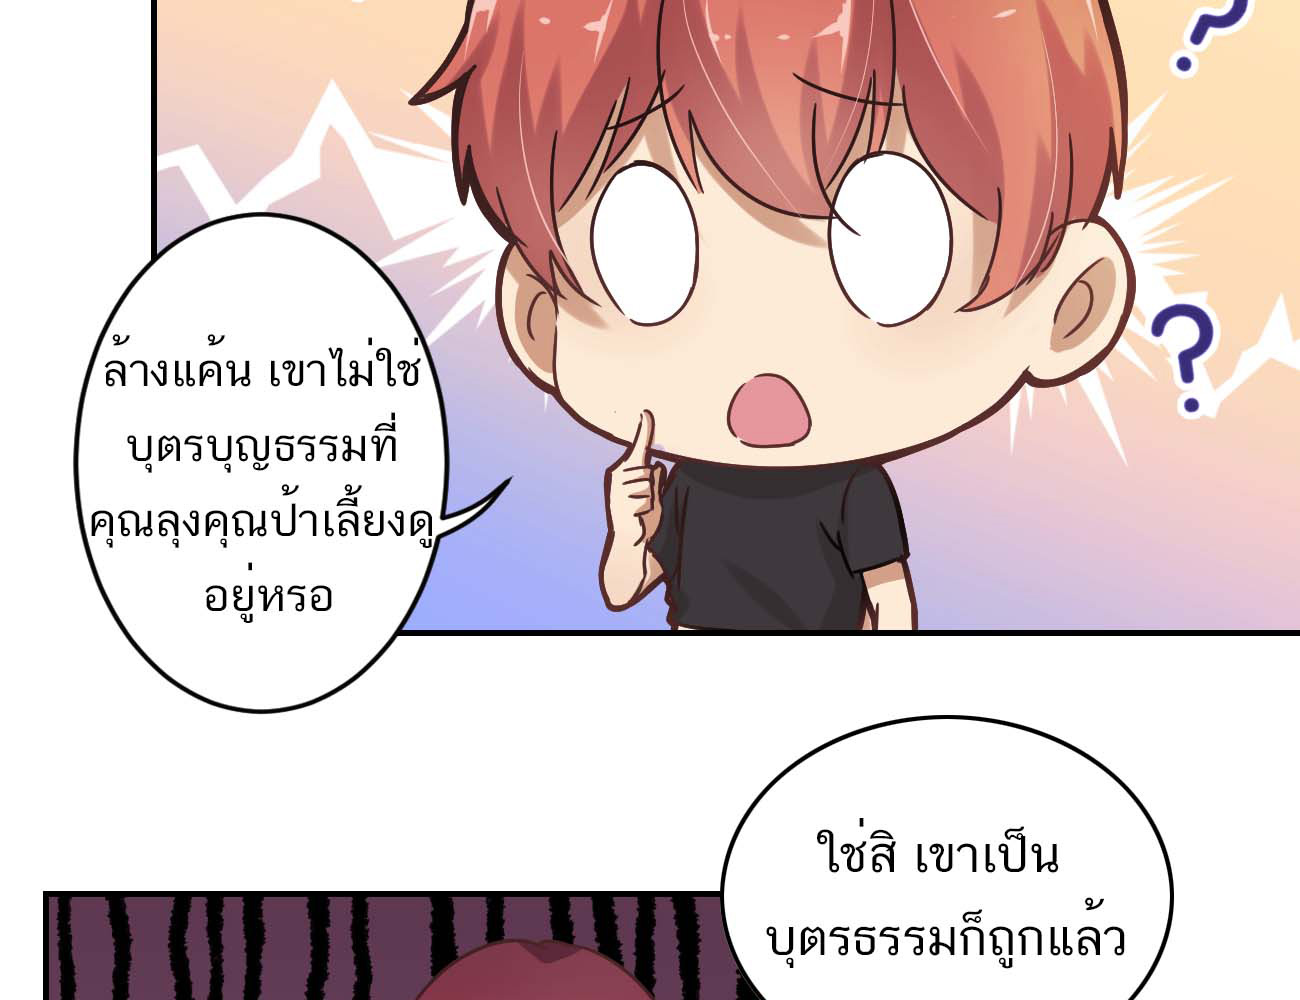 ล้างแค้น เขาไม่ใช่
บุตรบุญธรรมที่
คุณลุงคุณป้าเลี้ยงดู
อยู่หรอ
?
?
ใช่สิ เขาเป็น
บุตรธรรมก็ถูกแล้ว